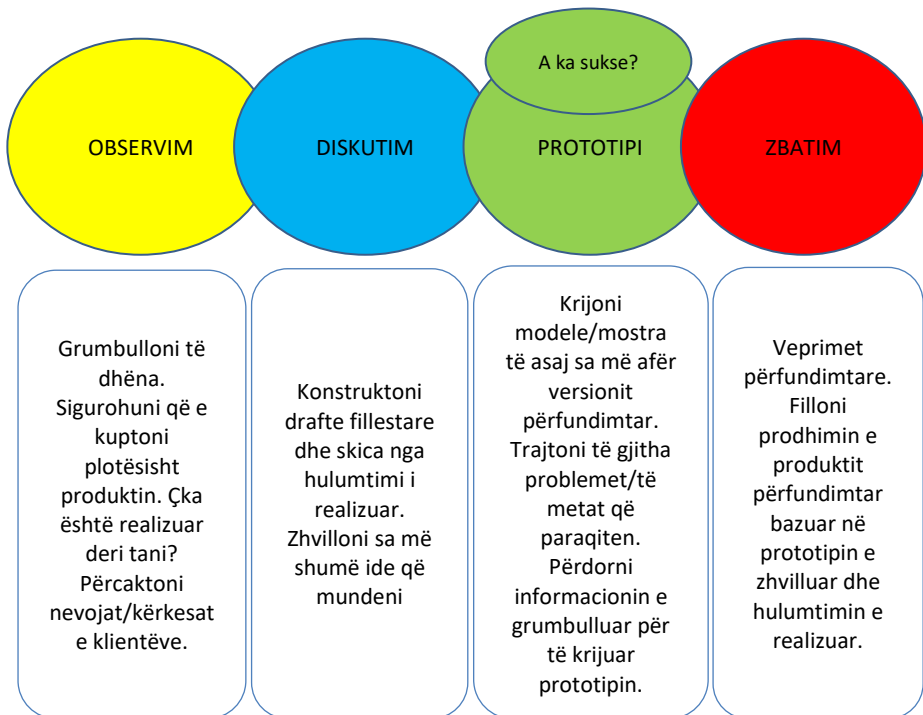 A ka sukse?
OBSERVIM
DISKUTIM
PROTOTIPI
ZBATIM
Grumbulloni të
dhëna.
Sigurohuni që e
kuptoni
plotësisht
produktin. Çka
është realizuar
deri tani?
Përcaktoni
nevojat/kërkesat
e klientëve.
Konstruktoni
drafte fillestare
dhe skica nga
hulumtimi i
realizuar.
Zhvilloni sa më
shumë ide që
mundeni
Krijoni
modele/mostra
të asaj sa më afër
versionit
përfundimtar.
Trajtoni të gjitha
problemet/të
metat që
paraqiten.
Përdorni
informacionin e
grumbulluar për
të krijuar
prototipin.
Veprimet
përfundimtare.
Filloni
prodhimin e
produktit
përfundimtar
bazuar në
prototipin e
zhvilluar dhe
hulumtimin e
realizuar.